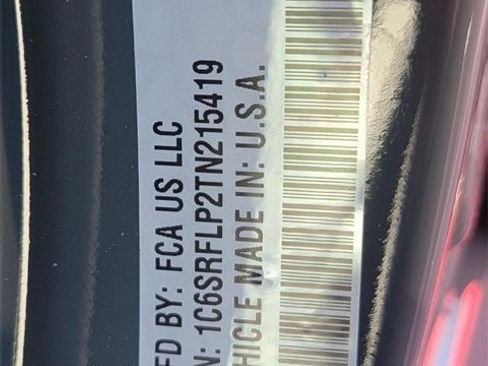 FD BY: FCA US LLC
N: 1C6SRFLP2TN215419
HICLE MADE IN: U.S.A.